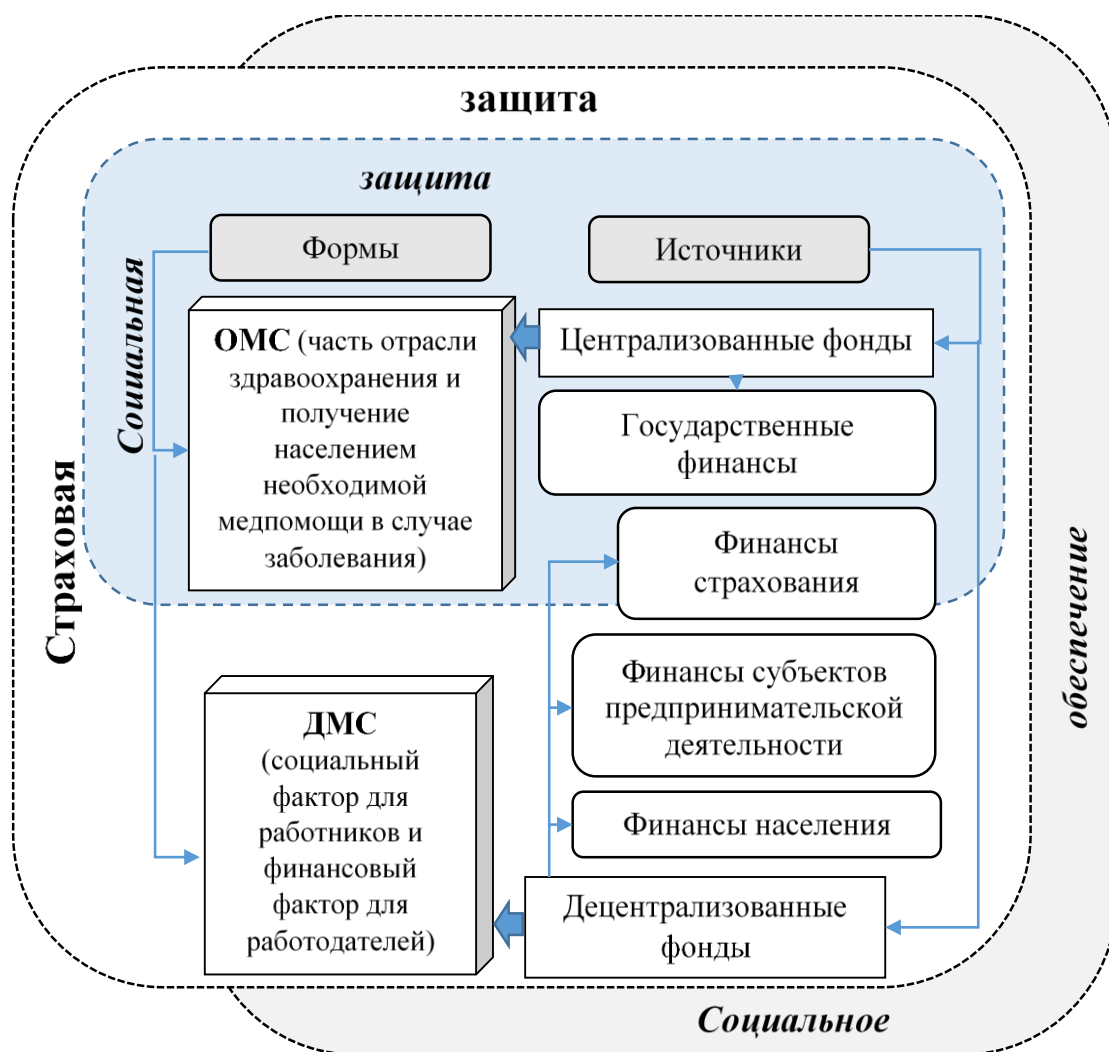 защита
защита
Формы
Источники
Социальная
ОМС (часть отрасли
здравоохранения и
получение
населением
необходимой
медпомощи в случае
заболевания)
Централизованные фонды
Государственные
финансы
Страховая
Финансы
страхования
обеспечение
Финансы субъектов
предпринимательской
деятельности
ДМС
(социальный
фактор для
работников и
финансовый
фактор для
работодателей)
Финансы населения
Децентрализованные
фонды
Социальное